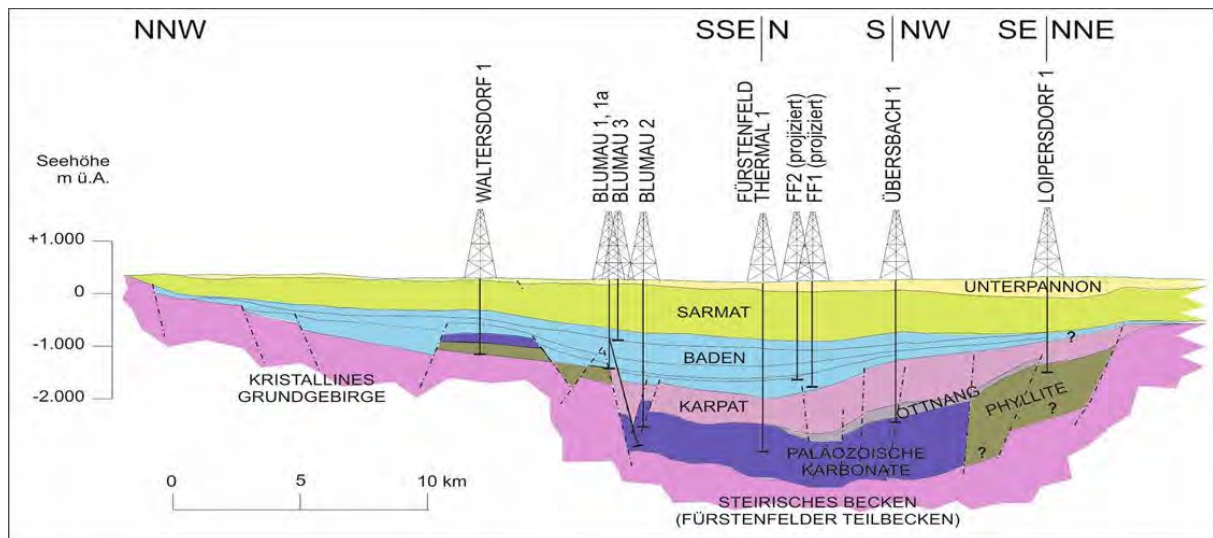 NNW
SSE N
S NW
SE NNE
WALTERSDORF 1
BLUMAU 1, 1a
BLUMAU 3
BLUMAU 2
FÜRSTENFELD
THERMAL 1
FF2 (projiziert)
FF1 (projiziert)
ÜBERSBACH 1
LOIPERSDORF 1
Seehöhe
m ü.A.
+1.000
0
-1.000
-2.000
UNTERPANNON
SARMAT
BADEN
?
KRISTALLINES
GRUNDGEBIRGE
KARPAT
OTTNANG
PHYLLITE
?
PALÄOZOISCHE
KARBONATE
?
STEIRISCHES BECKEN
(FÜRSTENFELDER TEILBECKEN)
0 5 10 km